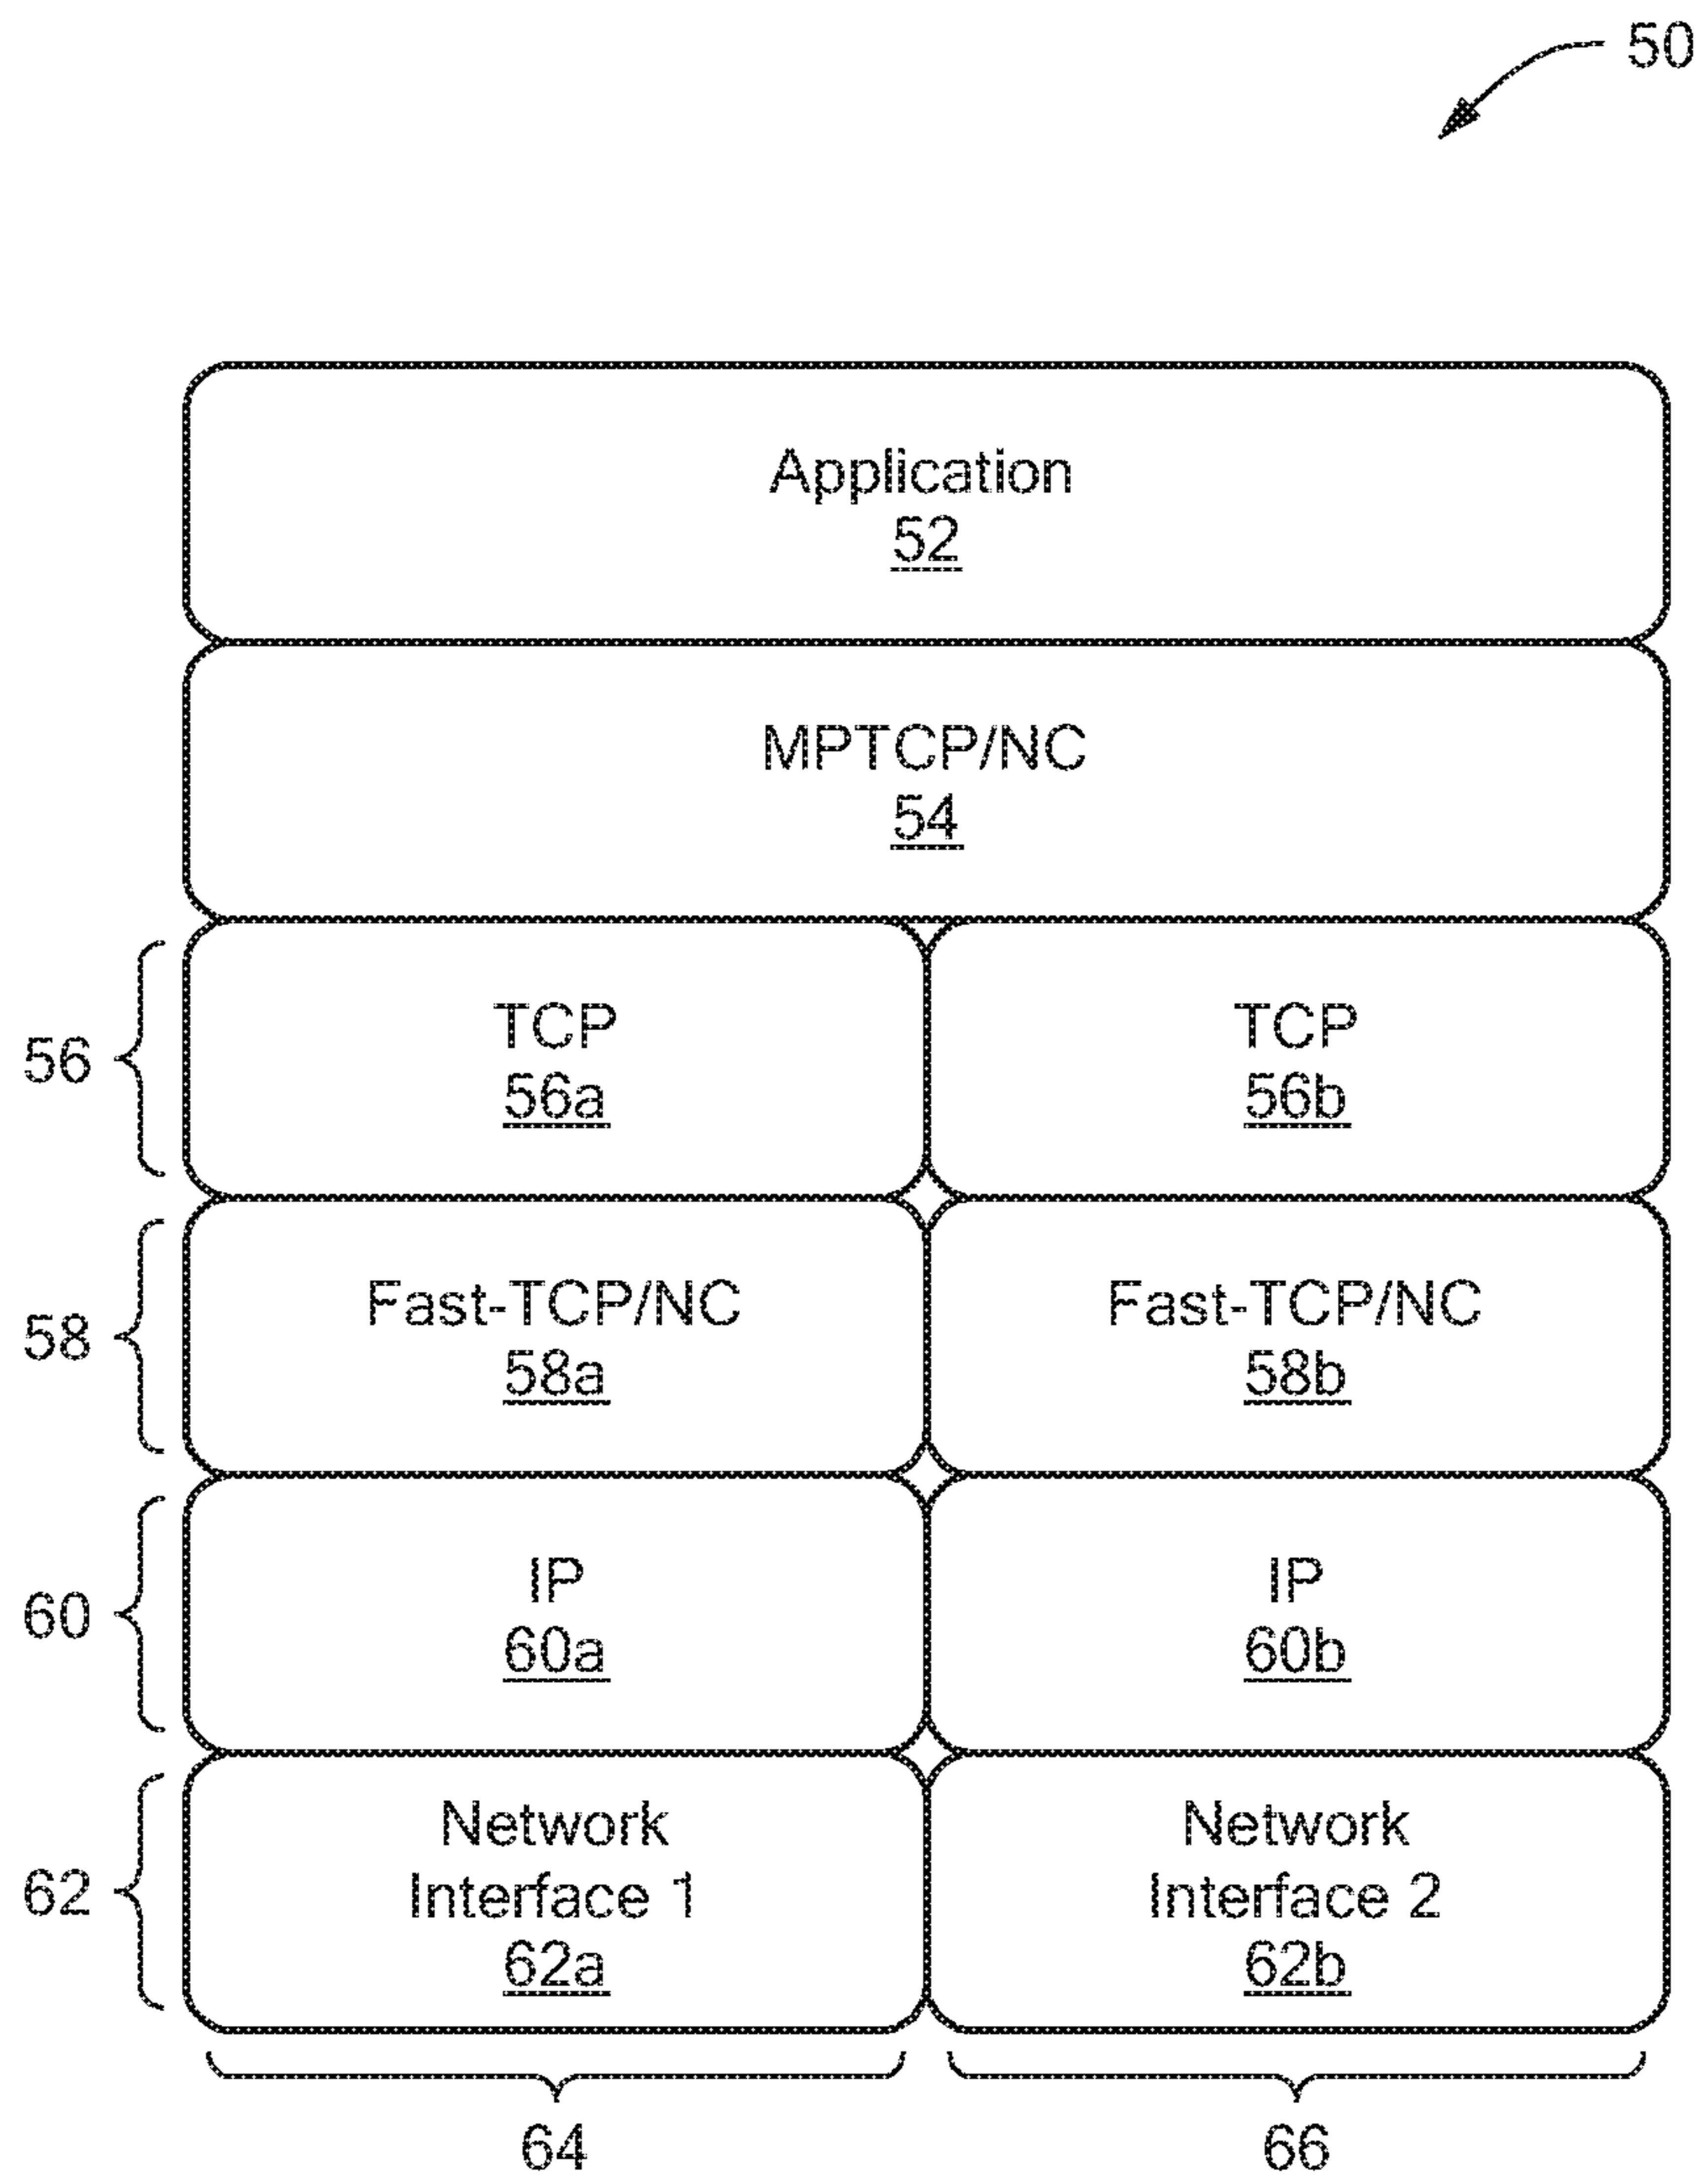 50
Application
52
MPTCP/NC
54
56
TCP
56a
TCP
56b
58
Fast-TCP/NC
58a
Fast-TCP/NC
58b
60
IP
60a
IP
60b
62
Network
Interface 1
62a
Network
Interface 2
62b
64
66